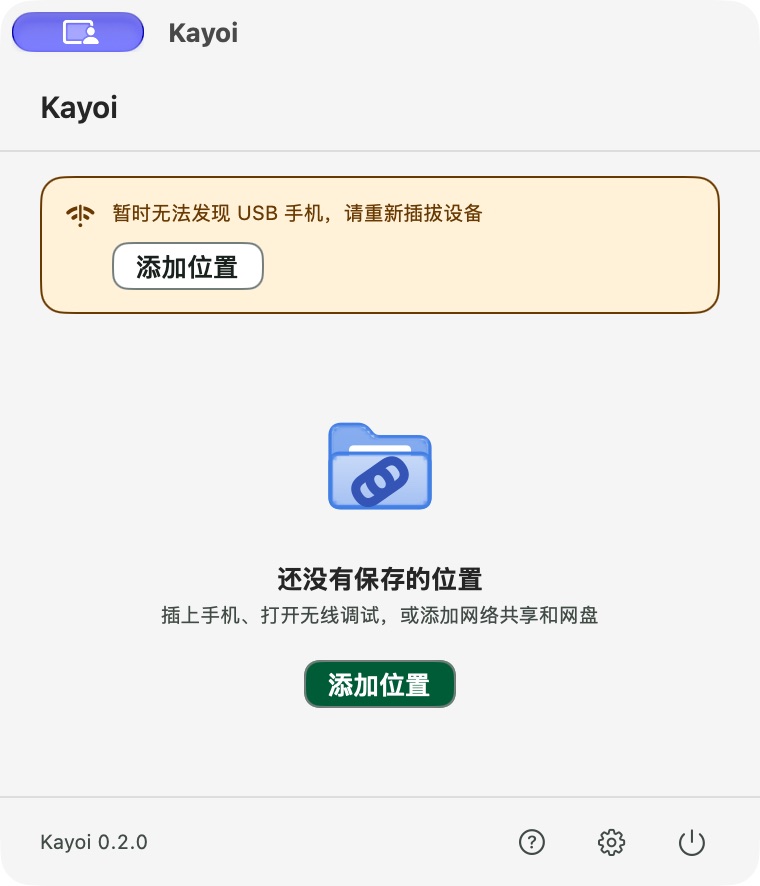 Kayoi
Kayoi
暂时无法发现 USB 手机，请重新插拔设备
添加位置
还没有保存的位置
插上手机、打开无线调试，或添加网络共享和网盘
添加位置
Kayoi 0.2.0
?